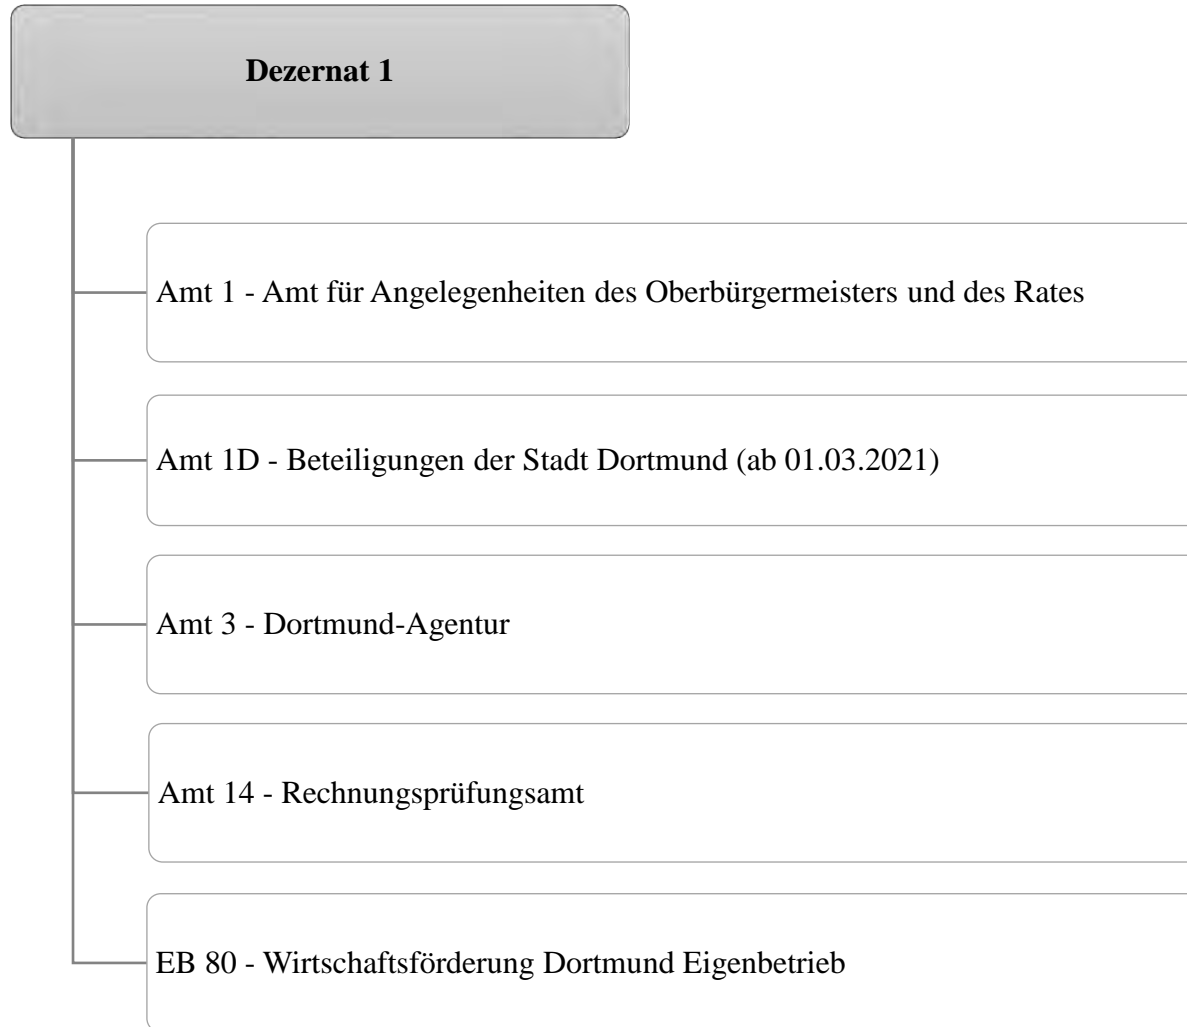 Dezernat 1
Amt 1 - Amt für Angelegenheiten des Oberbürgermeisters und des Rates
Amt 1D - Beteiligungen der Stadt Dortmund (ab 01.03.2021)
Amt 3 - Dortmund-Agentur
Amt 14 - Rechnungsprüfungsamt
EB 80 - Wirtschaftsförderung Dortmund Eigenbetrieb